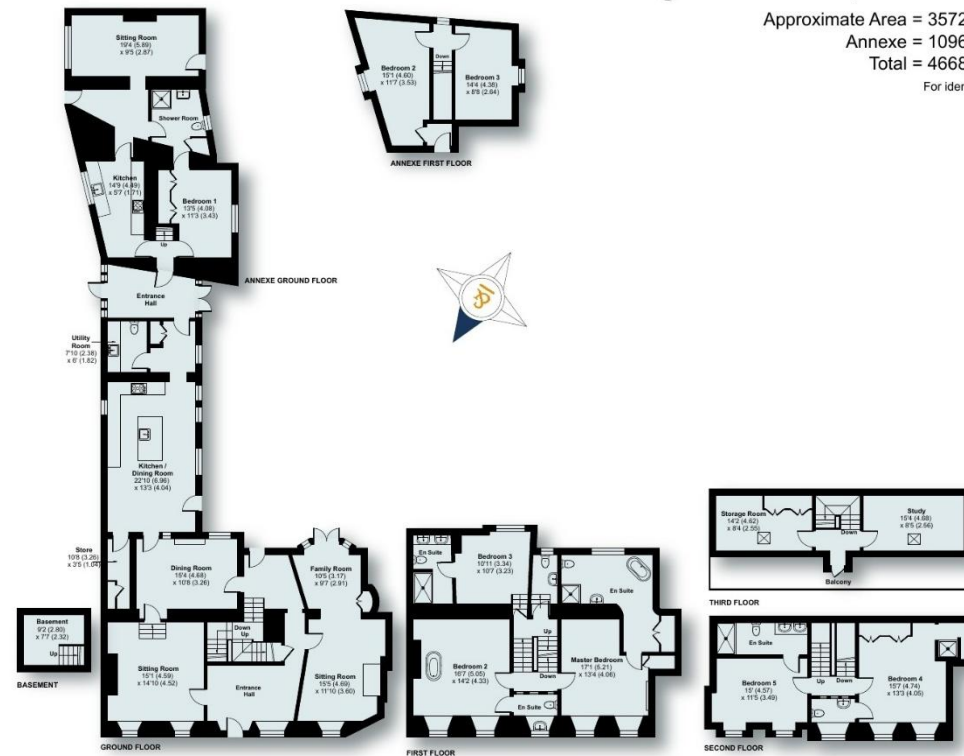 Approximate Area = 3572
Annexe = 1096
Total = 4668
For iden
Sitting Room
19'4 (5.89)
x 9'5 (2.87)
Shower Room
Kitchen
14'9 (4.49)
x 5'7 (1.71)
Bedroom 1
13'5 (4.08)
x 11'3 (3.43)
Up
ANNEXE GROUND FLOOR
Bedroom 2
15'1 (4.60)
x 11'7 (3.53)
Down
Bedroom 3
14'4 (4.38)
x 8'8 (2.64)
ANNEXE FIRST FLOOR
Entrance
Hall
Utility
Room
7'10 (2.38)
x 6' (1.82)
Kitchen /
Dining Room
22'10 (6.96)
x 13'3 (4.04)
Store
10'8 (3.26)
x 3'5 (1.04)
Dining Room
15'4 (4.68)
x 10'8 (3.26)
Family Room
10'5 (3.17)
x 9'7 (2.91)
Down
Up
Basement
9'2 (2.80)
x 7'7 (2.32)
Up
BASEMENT
Sitting Room
15'1 (4.59)
x 14'10 (4.52)
Entrance
Hall
Sitting Room
15'5 (4.69)
x 11'10 (3.60)
GROUND FLOOR
En Suite
Bedroom 3
10'11 (3.34)
x 10'7 (3.23)
En Suite
Up
Down
Bedroom 2
16'7 (5.05)
x 14'2 (4.33)
Master Bedroom
17'1 (5.21)
x 13'4 (4.06)
En Suite
FIRST FLOOR
Storage Room
14'2 (4.62)
x 8'4 (2.55)
Down
Study
15'4 (4.68)
x 8'5 (2.56)
Balcony
THIRD FLOOR
En Suite
Bedroom 5
15' (4.57)
x 11'5 (3.49)
Up
Down
Bedroom 4
15'7 (4.74)
x 13'3 (4.05)
SECOND FLOOR